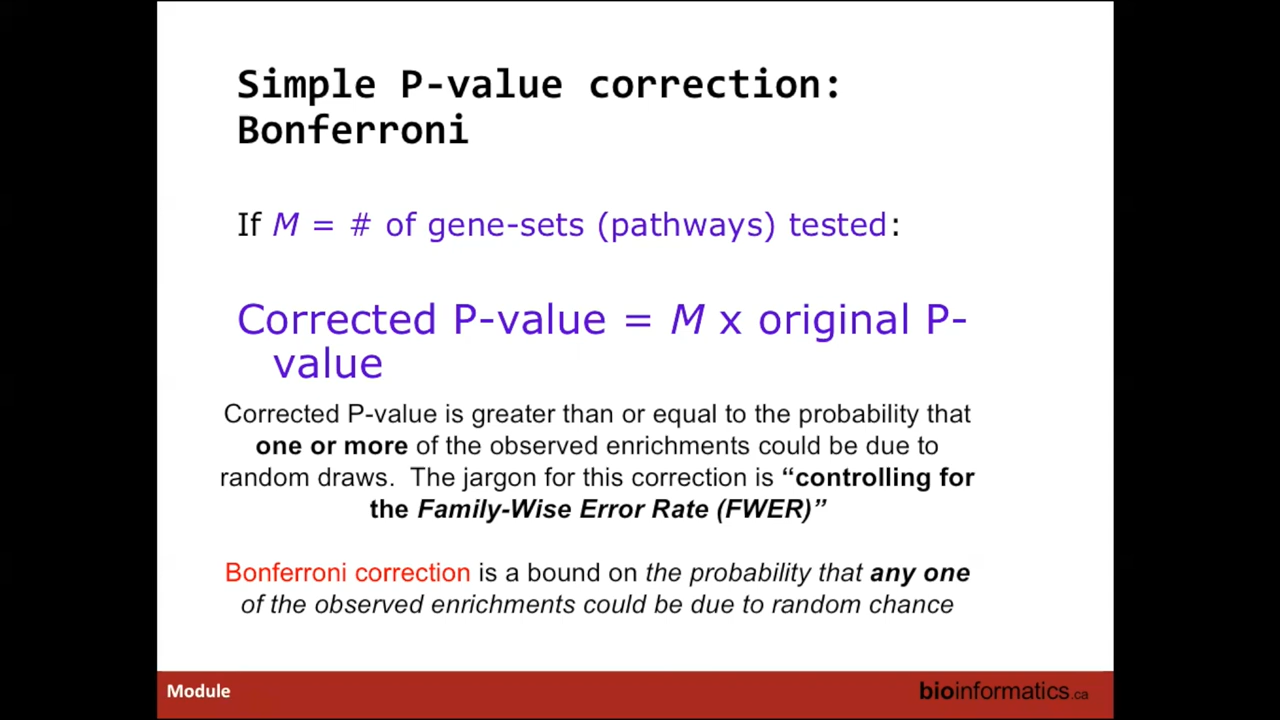 Simple P-value correction:
Bonferroni
If M = # of gene-sets (pathways) tested:
Corrected P-value = M x original P-
value
Corrected P-value is greater than or equal to the probability that
one or more of the observed enrichments could be due to
random draws.  The jargon for this correction is “controlling for
the Family-Wise Error Rate (FWER)”
Bonferroni correction is a bound on the probability that any one
of the observed enrichments could be due to random chance
Module
bioinformatics.ca